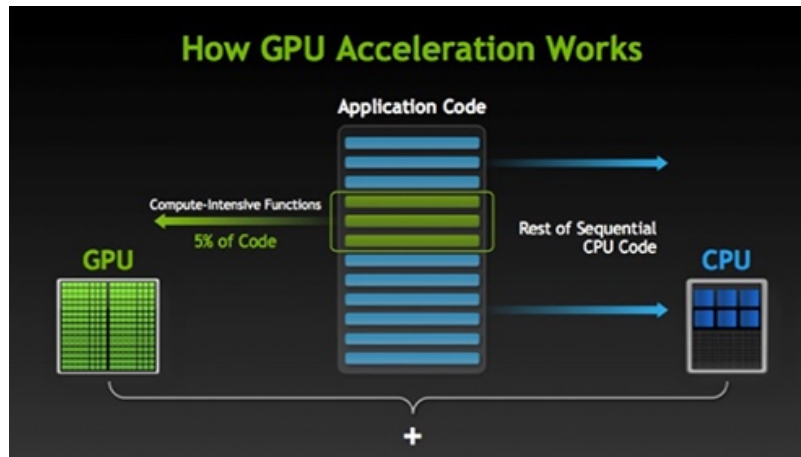 How GPU Acceleration Works
Application Code
Compute-Intensive Functions
5% of Code
Rest of Sequential
CPU Code
GPU
CPU
+